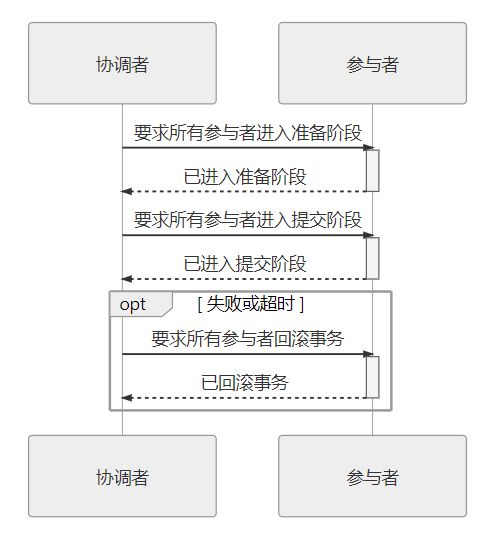 协调者
参与者
要求所有参与者进入准备阶段
已进入准备阶段
要求所有参与者进入提交阶段
已进入提交阶段
opt
[ 失败或超时 ]
要求所有参与者回滚事务
已回滚事务
协调者
参与者